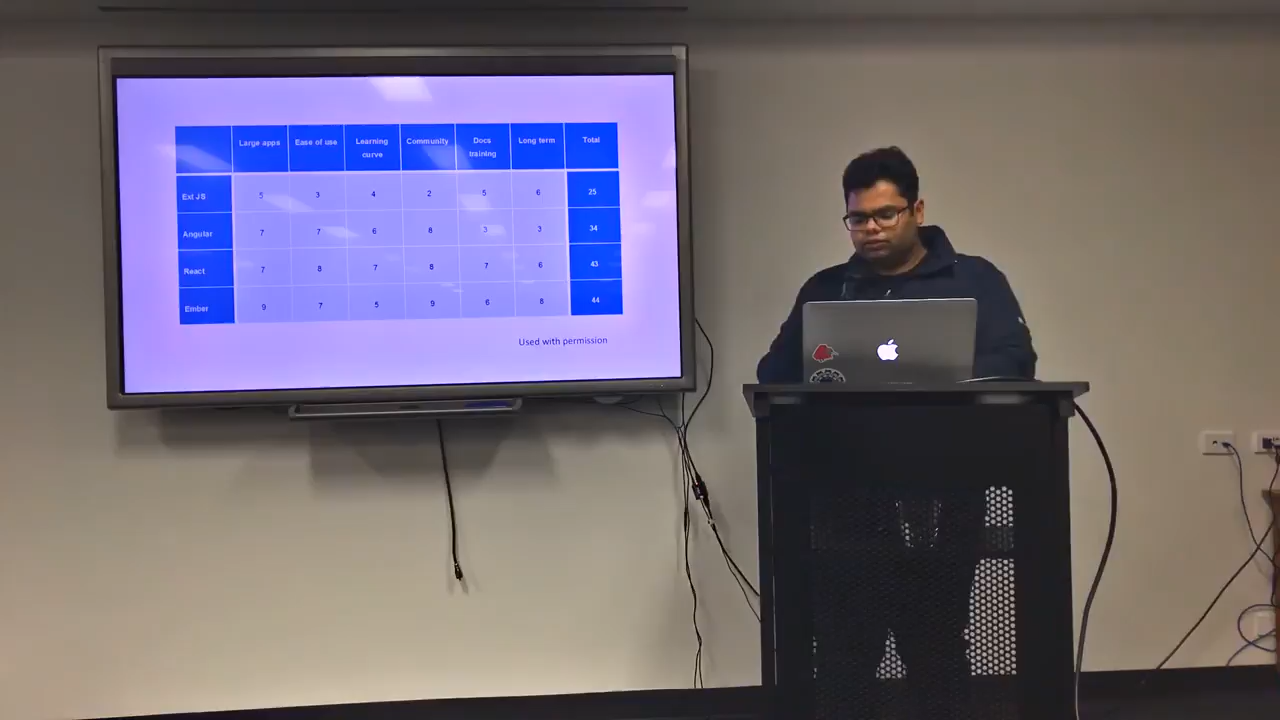 Large apps Ease of use Learning curve Community Docs training Long term Total
Ext JS 5 3 4 2 5 6 25
Angular 7 7 6 8 3 3 34
React 7 8 7 8 7 6 43
Ember 9 7 5 9 6 8 44
Used with permission